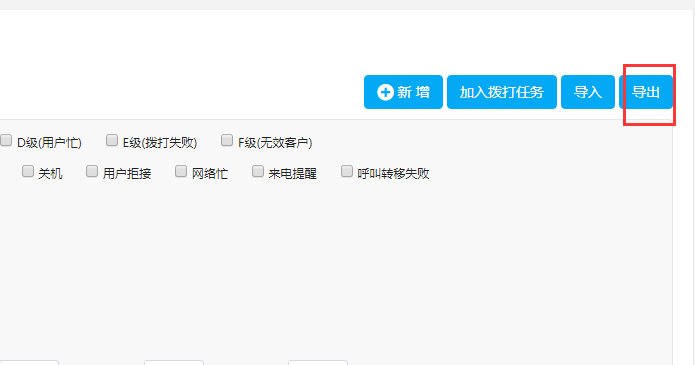 新 增 加入拨打任务 导入 导出
D级(用户忙) E级(拨打失败) F级(无效客户)
关机 用户拒接 网络忙 来电提醒 呼叫转移失败